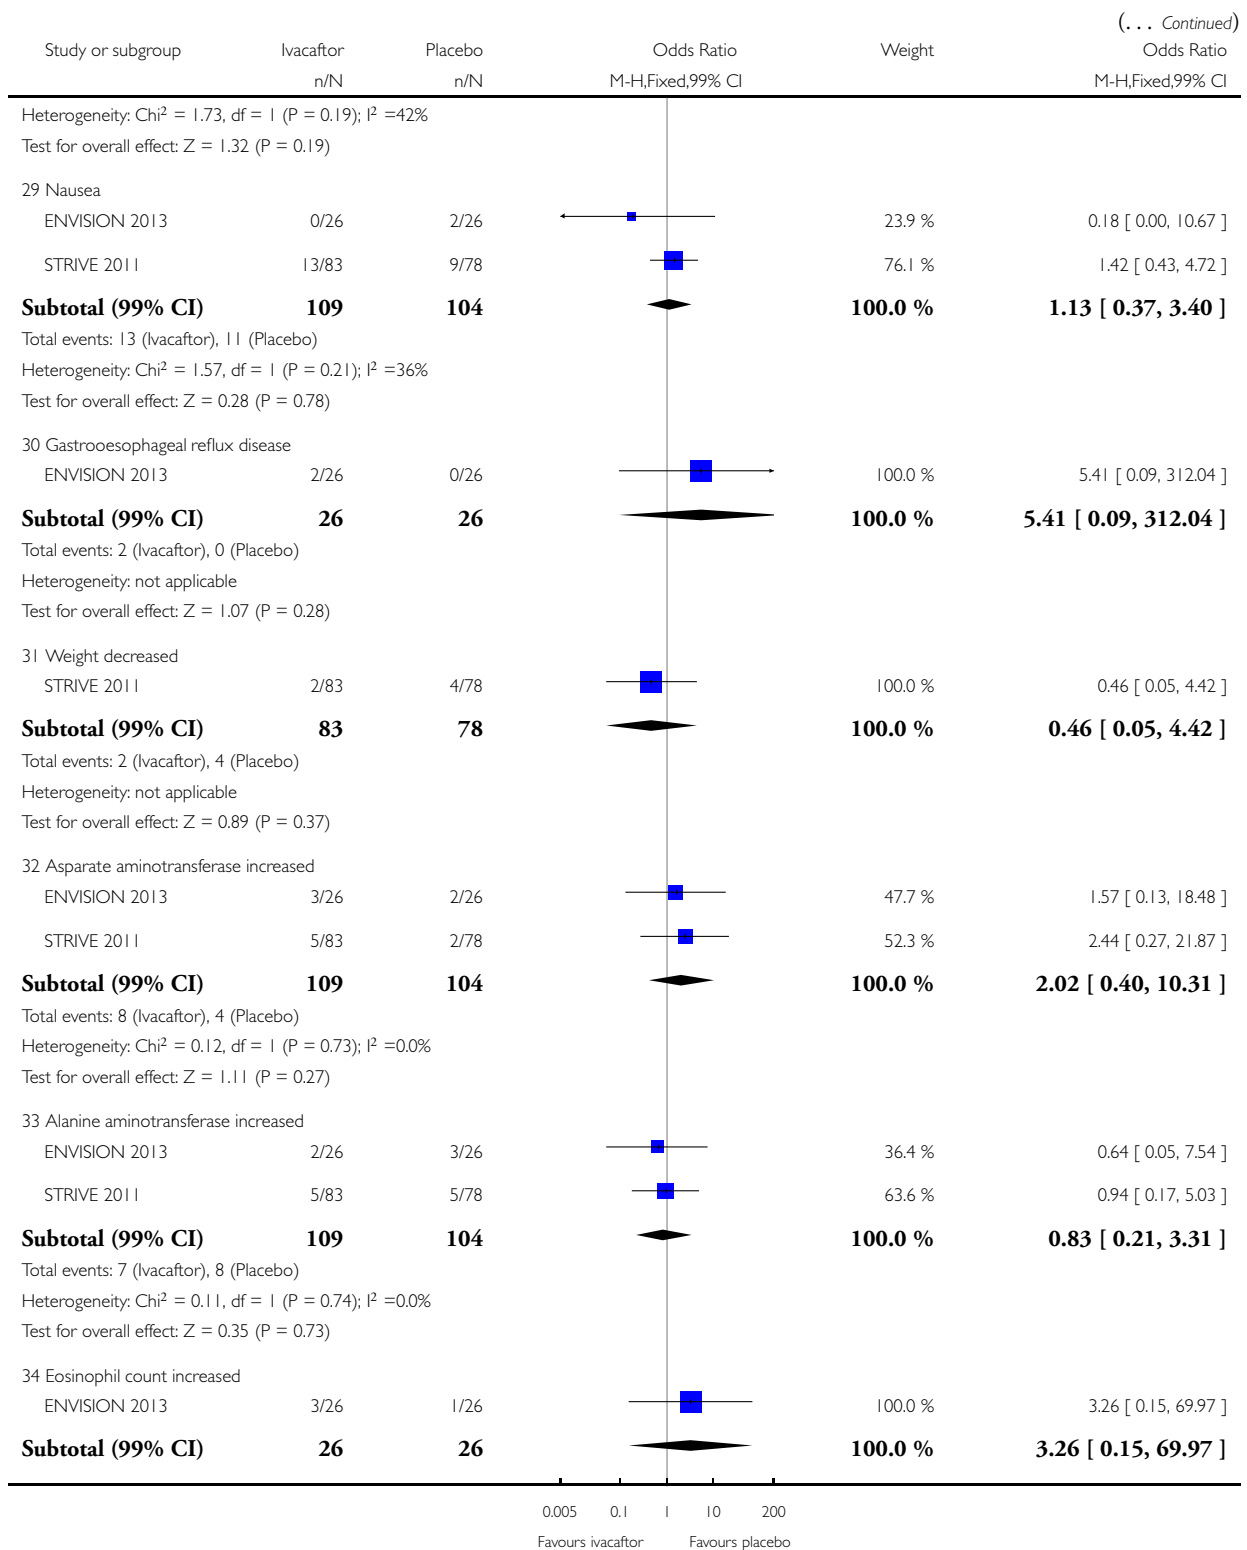 (... Continued)
Study or subgroup Ivacaftor Placebo Odds Ratio Weight Odds Ratio
n/N n/N M-H,Fixed,99% CI M-H,Fixed,99% CI
Heterogeneity: Chi² = 1.73, df = 1 (P = 0.19); I² =42%
Test for overall effect: Z = 1.32 (P = 0.19)
29 Nausea
ENVISION 2013 0/26 2/26 23.9 % 0.18 [ 0.00, 10.67 ]
STRIVE 2011 13/83 9/78 76.1 % 1.42 [ 0.43, 4.72 ]
Subtotal (99% CI) 109 104 100.0 % 1.13 [ 0.37, 3.40 ]
Total events: 13 (Ivacaftor), 11 (Placebo)
Heterogeneity: Chi² = 1.57, df = 1 (P = 0.21); I² =36%
Test for overall effect: Z = 0.28 (P = 0.78)
30 Gastrooesophageal reflux disease
ENVISION 2013 2/26 0/26 100.0 % 5.41 [ 0.09, 312.04 ]
Subtotal (99% CI) 26 26 100.0 % 5.41 [ 0.09, 312.04 ]
Total events: 2 (Ivacaftor), 0 (Placebo)
Heterogeneity: not applicable
Test for overall effect: Z = 1.07 (P = 0.28)
31 Weight decreased
STRIVE 2011 2/83 4/78 100.0 % 0.46 [ 0.05, 4.42 ]
Subtotal (99% CI) 83 78 100.0 % 0.46 [ 0.05, 4.42 ]
Total events: 2 (Ivacaftor), 4 (Placebo)
Heterogeneity: not applicable
Test for overall effect: Z = 0.89 (P = 0.37)
32 Asparate aminotransferase increased
ENVISION 2013 3/26 2/26 47.7 % 1.57 [ 0.13, 18.48 ]
STRIVE 2011 5/83 2/78 52.3 % 2.44 [ 0.27, 21.87 ]
Subtotal (99% CI) 109 104 100.0 % 2.02 [ 0.40, 10.31 ]
Total events: 8 (Ivacaftor), 4 (Placebo)
Heterogeneity: Chi² = 0.12, df = 1 (P = 0.73); I² =0.0%
Test for overall effect: Z = 1.11 (P = 0.27)
33 Alanine aminotransferase increased
ENVISION 2013 2/26 3/26 36.4 % 0.64 [ 0.05, 7.54 ]
STRIVE 2011 5/83 5/78 63.6 % 0.94 [ 0.17, 5.03 ]
Subtotal (99% CI) 109 104 100.0 % 0.83 [ 0.21, 3.31 ]
Total events: 7 (Ivacaftor), 8 (Placebo)
Heterogeneity: Chi² = 0.11, df = 1 (P = 0.74); I² =0.0%
Test for overall effect: Z = 0.35 (P = 0.73)
34 Eosinophil count increased
ENVISION 2013 3/26 1/26 100.0 % 3.26 [ 0.15, 69.97 ]
Subtotal (99% CI) 26 26 100.0 % 3.26 [ 0.15, 69.97 ]
0.005 0.1 1 10 200
Favours ivacaftor Favours placebo